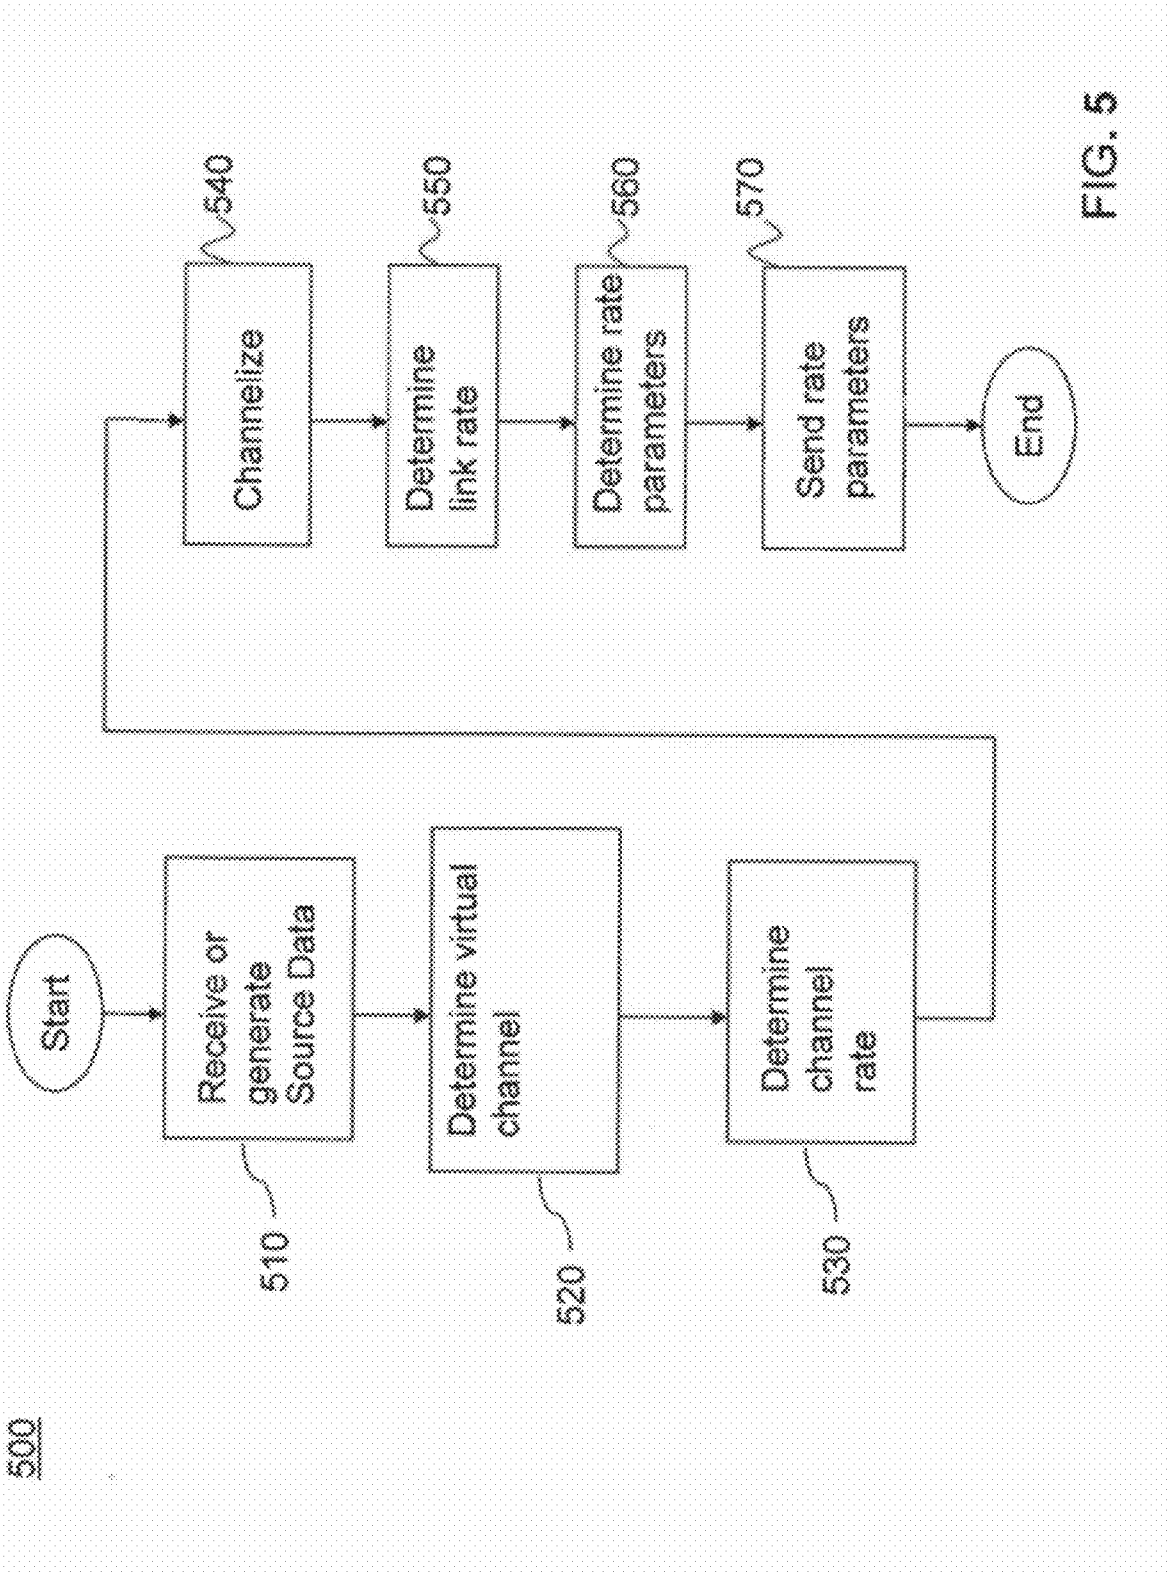 500
Start
Receive or
generate
Source Data
510
Determine virtual
channel
520
Determine
channel
rate
530
Channelize
540
Determine
link rate
550
Determine rate
parameters
560
Send rate
parameters
570
End
FIG. 5